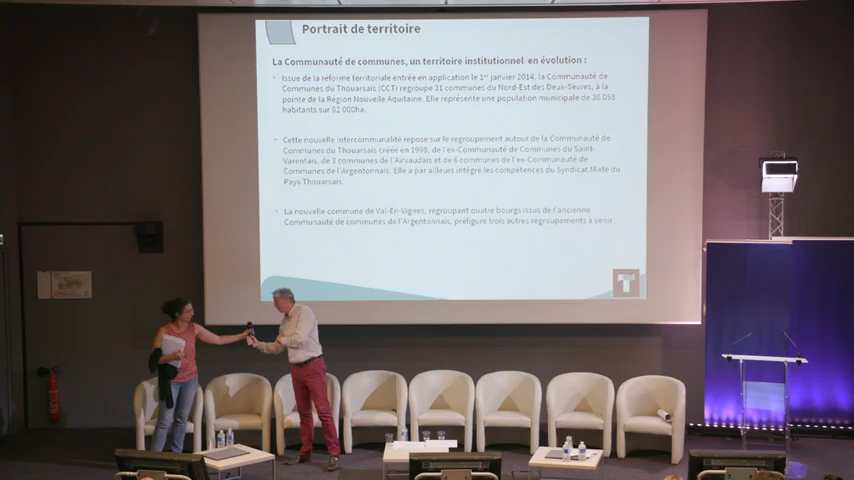 Portrait de territoire
La Communauté de communes, un territoire institutionnel en évolution :
Issue de la réforme territoriale entrée en application le 1er janvier 2014, la Communauté de
Communes du Thouarsais (CCT) regroupe 31 communes du Nord-Est des Deux-Sèvres, à la
pointe de la Région Nouvelle Aquitaine. Elle représente une population municipale de 36 058
habitants sur 62 000ha.
Cette nouvelle intercommunalité repose sur le regroupement autour de la Communauté de
Communes du Thouarsais créée en 1998, de l'ex-Communauté de Communes du Saint-
Varentais, de 3 communes de l'Airvaudais et de 6 communes de l'ex-Communauté de
Communes de l'Argentonnais. Elle a par ailleurs intégré les compétences du Syndicat Mixte du
Pays Thouarsais.
La nouvelle commune de Val-En-Vignes, regroupant quatre bourgs issus de l'ancienne
Communauté de communes de l'Argentonnais, préfigure trois autres regroupements à venir.
T